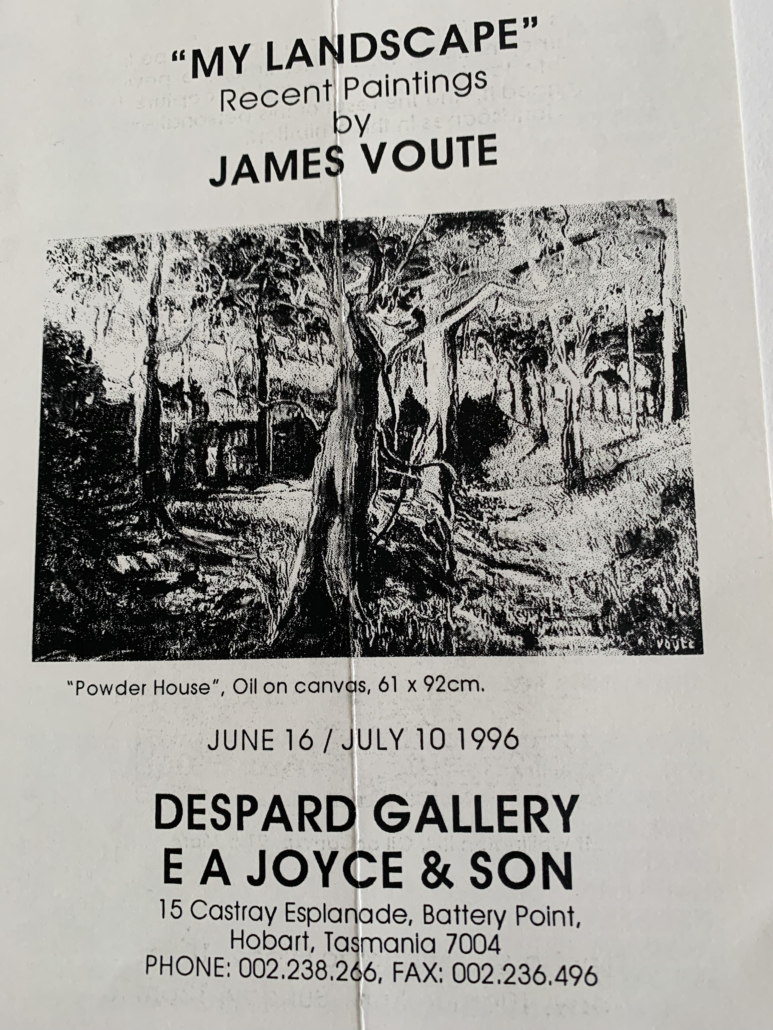 “MY LANDSCAPE”
Recent Paintings
by
JAMES VOUTE
VOUTE
“Powder House”, Oil on canvas, 61 x 92cm.
JUNE 16 / JULY 10 1996
DESPARD GALLERY
E A JOYCE & SON
15 Castray Esplanade, Battery Point,
Hobart, Tasmania 7004
PHONE: 002.238.266, FAX: 002.236.496